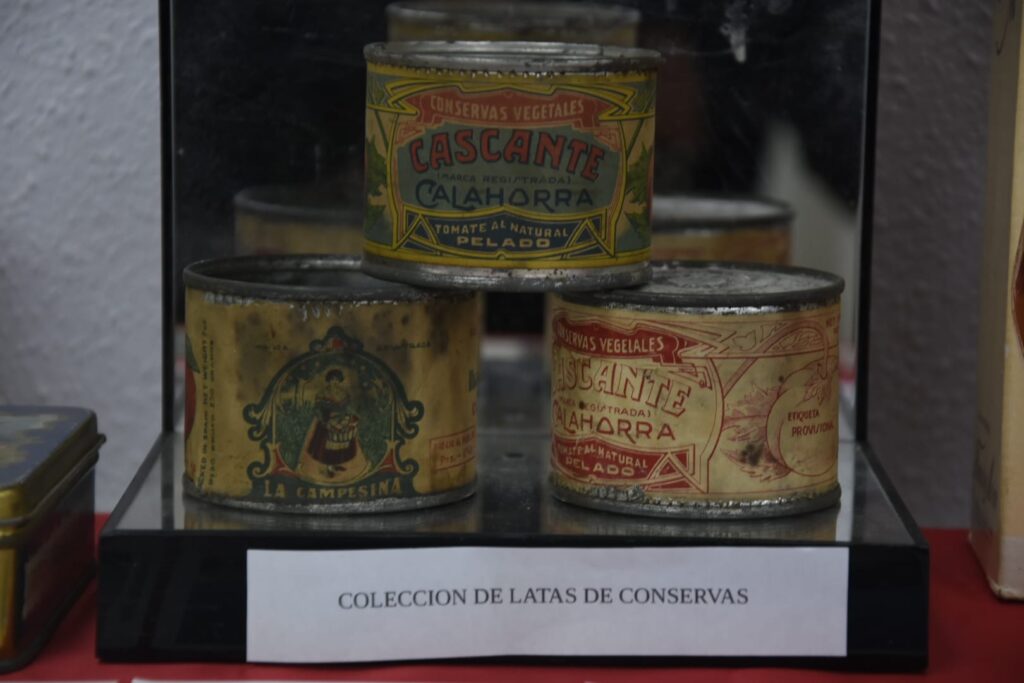 CONSERVAS VEGETALES
CASCANTE
(MARCA REGISTRADA)
CALAHORRA
TOMATE AL NATURAL
PELADO
LA CAMPESINA
CONSERVAS VEGETALES
CASCANTE
(MARCA REGISTRADA)
CALAHORRA
TOMATE AL NATURAL
PELADO
ETIQUETA
PROVISIONAL
COLECCION DE LATAS DE CONSERVAS